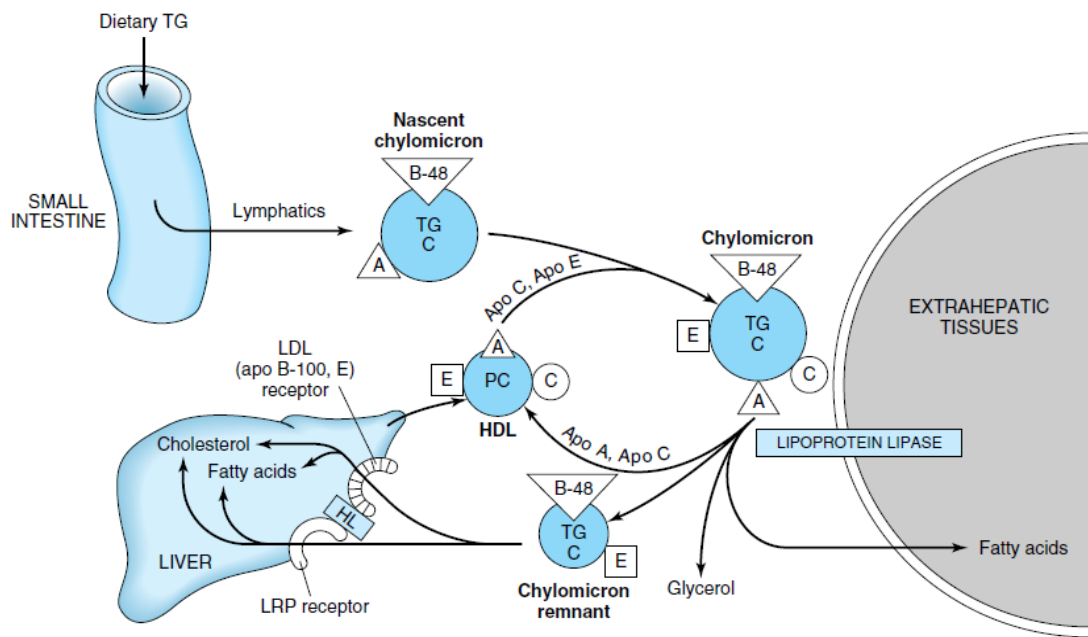 Dietary TG
Nascent
chylomicron
B-48
SMALL
INTESTINE
Lymphatics
TG
C
A
Chylomicron
B-48
Apo C, Apo E
EXTRAHEPATIC
TISSUES
E
TG
C
C
A
LDL
(apo B-100, E)
receptor
A
E
PC
C
HDL
Apo A, Apo C
LIPOPROTEIN LIPASE
Cholesterol
Fatty acids
HL
B-48
TG
C
E
LIVER
Fatty acids
Chylomicron
remnant
Glycerol
LRP receptor